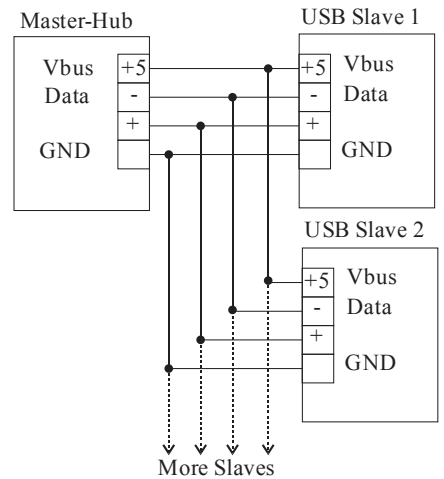 Master-Hub
Vbus +5
Data -
+
GND
USB Slave 1
+5 Vbus
- Data
+
GND
USB Slave 2
+5 Vbus
- Data
+
GND
More Slaves